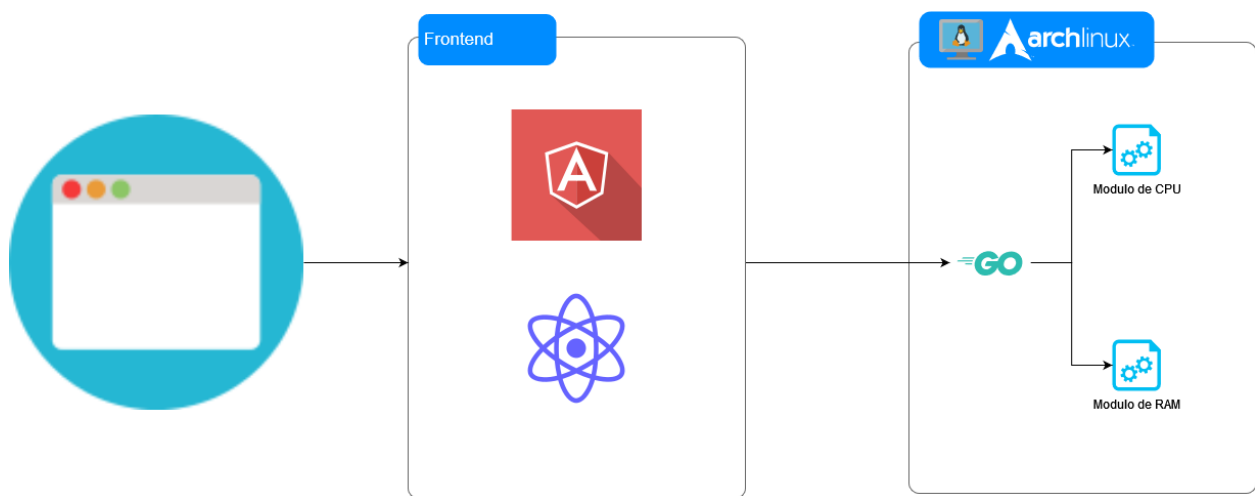 Frontend
A
archlinux
GO
Modulo de CPU
Modulo de RAM